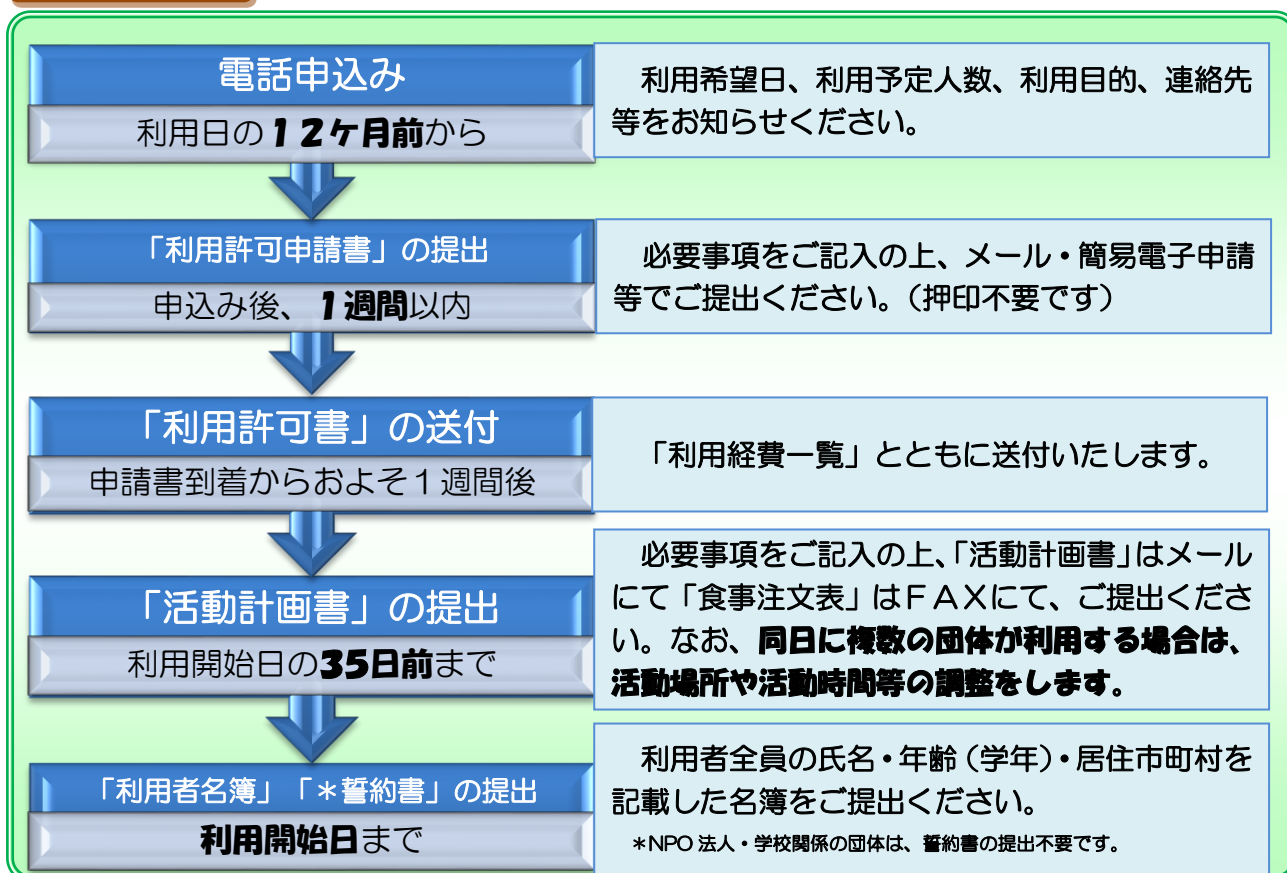 電話申込み
利用日の12ケ月前から
利用希望日、利用予定人数、利用目的、連絡先
等をお知らせください。
「利用許可申請書」の提出
申込み後、1週間以内
必要事項をご記入の上、メール・簡易電子申請
等でご提出ください。（押印不要です）
「利用許可書」の送付
申請書到着からおよそ１週間後
「利用経費一覧」とともに送付いたします。
「活動計画書」の提出
利用開始日の35日前まで
必要事項をご記入の上、「活動計画書」はメール
にて「食事注文表」はＦＡＸにて、ご提出くださ
い。なお、同日に複数の団体が利用する場合は、
活動場所や活動時間等の調整をします。
「利用者名簿」「＊誓約書」の提出
利用開始日まで
利用者全員の氏名・年齢（学年）・居住市町村を
記載した名簿をご提出ください。
＊NPO法人・学校関係の団体は、誓約書の提出不要です。